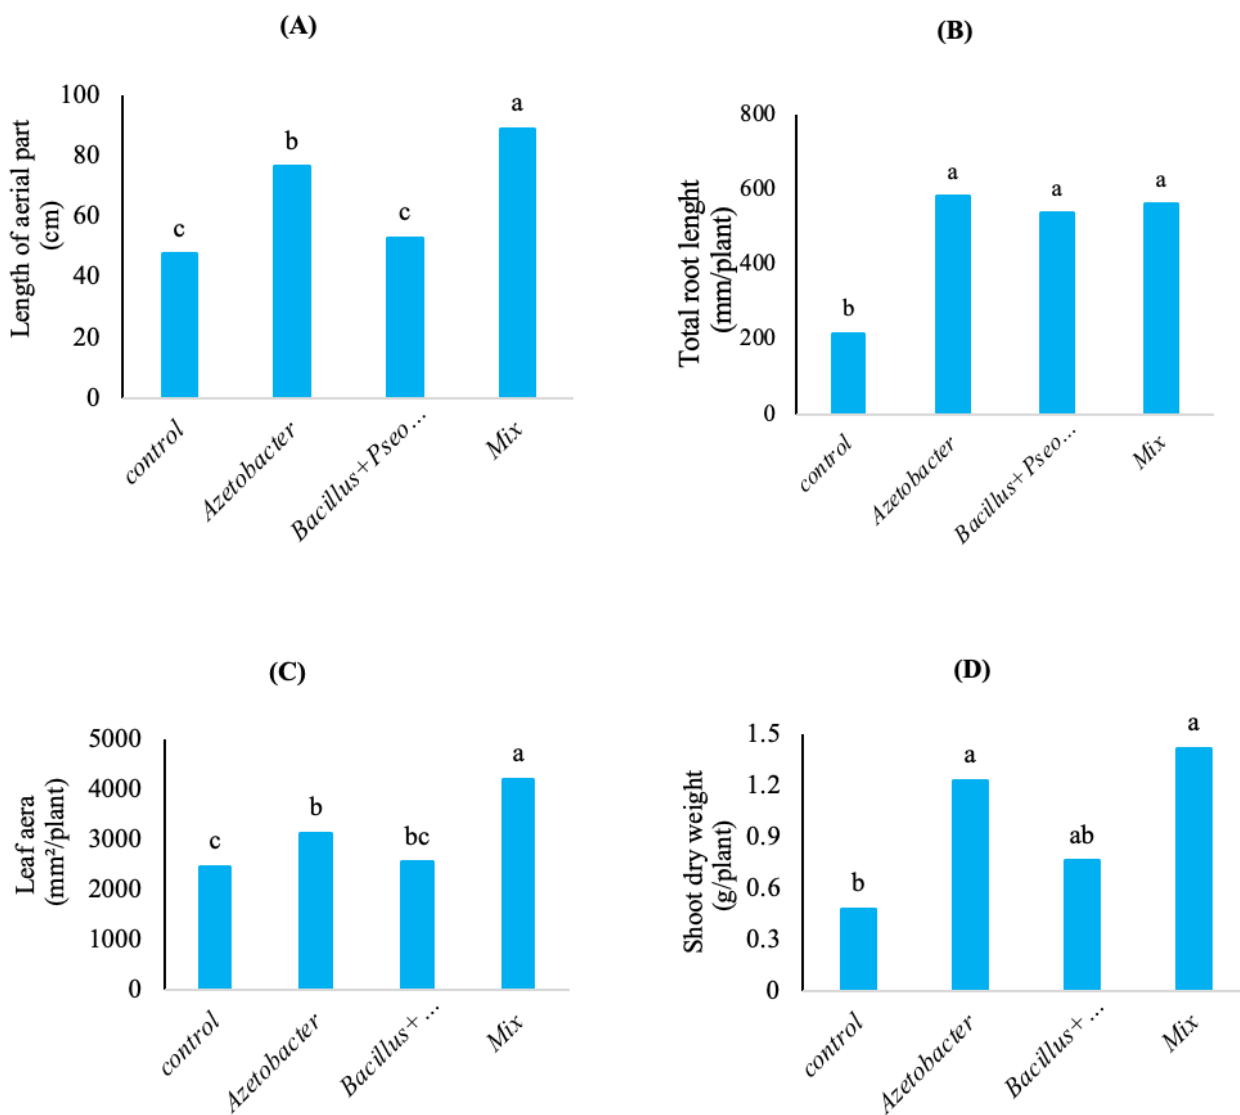 (A)
Length of aerial part
(cm)
100
80
60
40
20
0
c
b
c
a
control
Azetobacter
Bacillus+Pseo...
Mix
(B)
Total root lenght
(mm/plant)
800
600
400
200
0
b
a
a
a
control
Azetobacter
Bacillus+Pseo...
Mix
(C)
Leaf aera
(mm²/plant)
5000
4000
3000
2000
1000
0
c
b
bc
a
control
Azetobacter
Bacillus+...
Mix
(D)
Shoot dry weight
(g/plant)
1.5
1.2
0.9
0.6
0.3
0
b
a
ab
a
control
Azetobacter
Bacillus+...
Mix